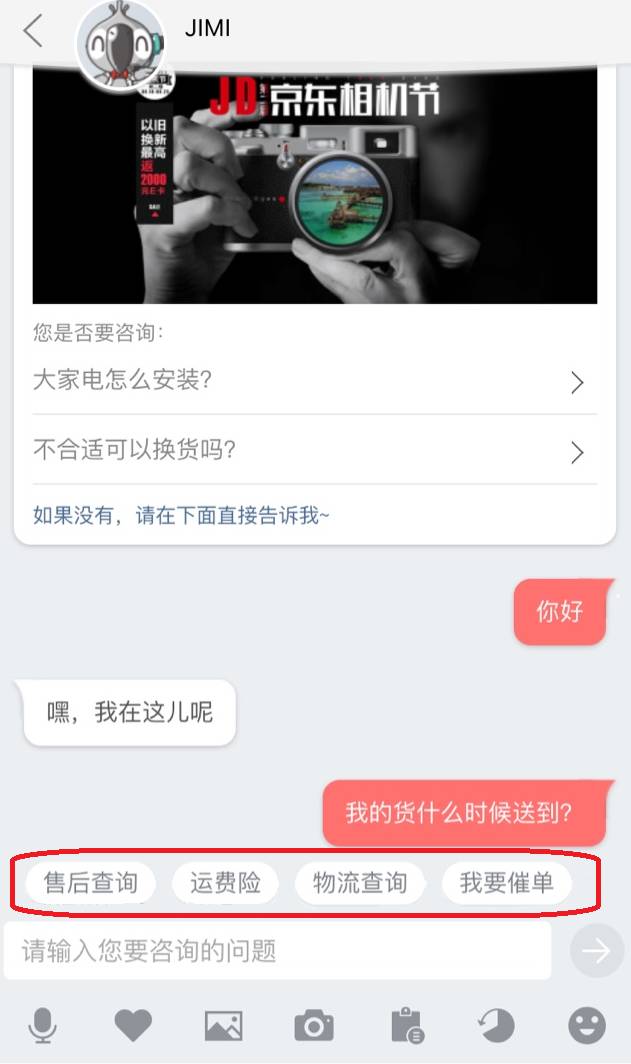 JIMI
JD
京东相机节
以旧
换新
最高
返
2000
元E卡
您是否要咨询:
大家电怎么安装?
不合适可以换货吗?
如果没有，请在下面直接告诉我~
你好
嘿，我在这儿呢
我的货什么时候送到?
售后查询 运费险 物流查询 我要催单
请输入您要咨询的问题